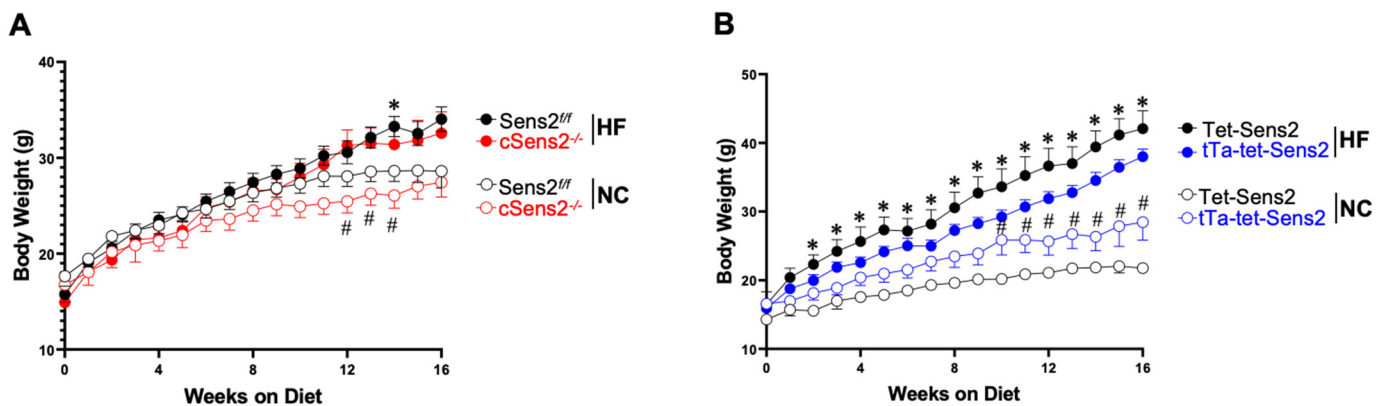 A
Body Weight (g)
40
30
20
10
*
# # #
0 4 8 12 16
Weeks on Diet
Sens2f/f
cSens2-/-
HF
Sens2f/f
cSens2-/-
NC
B
Body Weight (g)
50
40
30
20
10
* * * * * * * * * * * * * * *
# # # # # # #
0 4 8 12 16
Weeks on Diet
Tet-Sens2
tTa-tet-Sens2
HF
Tet-Sens2
tTa-tet-Sens2
NC